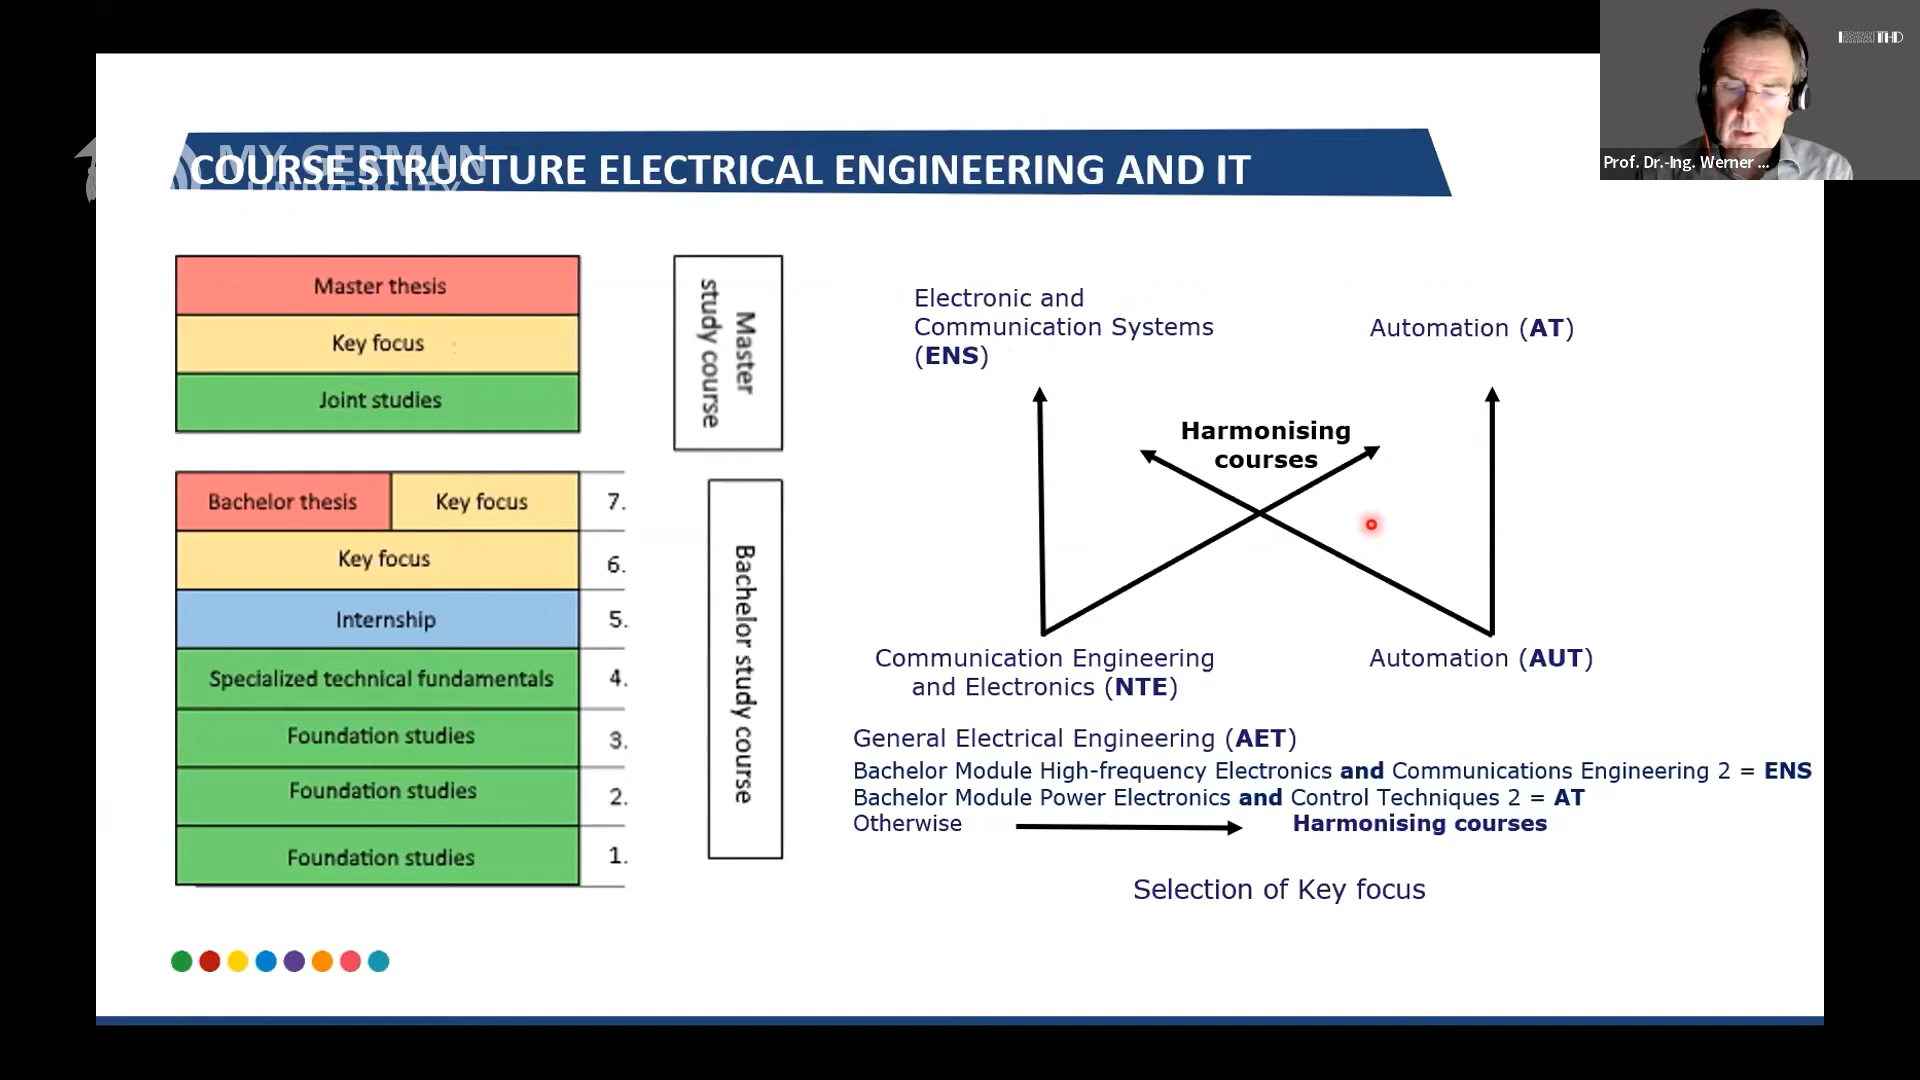 MY GERMAN
UNIVERSITY
COURSE STRUCTURE ELECTRICAL ENGINEERING AND IT
THD
Prof. Dr.-Ing. Werner ...
Master thesis
Key focus
Joint studies
Master
study course
Bachelor thesis
Key focus
7.
Key focus
6.
Internship
5.
Specialized technical fundamentals
4.
Foundation studies
3.
Foundation studies
2.
Foundation studies
1.
Bachelor study course
Electronic and
Communication Systems
(ENS)
Automation (AT)
Harmonising
courses
Communication Engineering
and Electronics (NTE)
Automation (AUT)
General Electrical Engineering (AET)
Bachelor Module High-frequency Electronics and Communications Engineering 2 = ENS
Bachelor Module Power Electronics and Control Techniques 2 = AT
Otherwise
Harmonising courses
Selection of Key focus